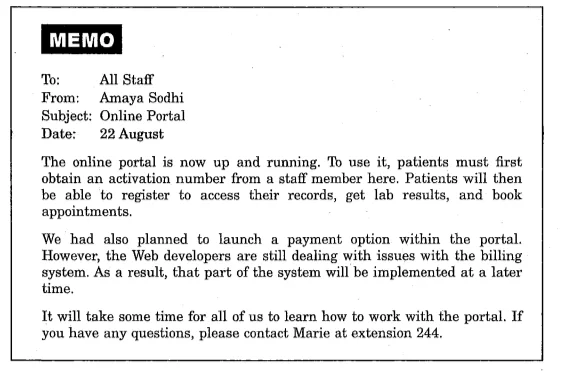 MEMO
To: All Staff
From: Amaya Sodhi
Subject: Online Portal
Date: 22 August
The online portal is now up and running. To use it, patients must first
obtain an activation number from a staff member here. Patients will then
be able to register to access their records, get lab results, and book
appointments.
We had also planned to launch a payment option within the portal.
However, the Web developers are still dealing with issues with the billing
system. As a result, that part of the system will be implemented at a later
time.
It will take some time for all of us to learn how to work with the portal. If
you have any questions, please contact Marie at extension 244.